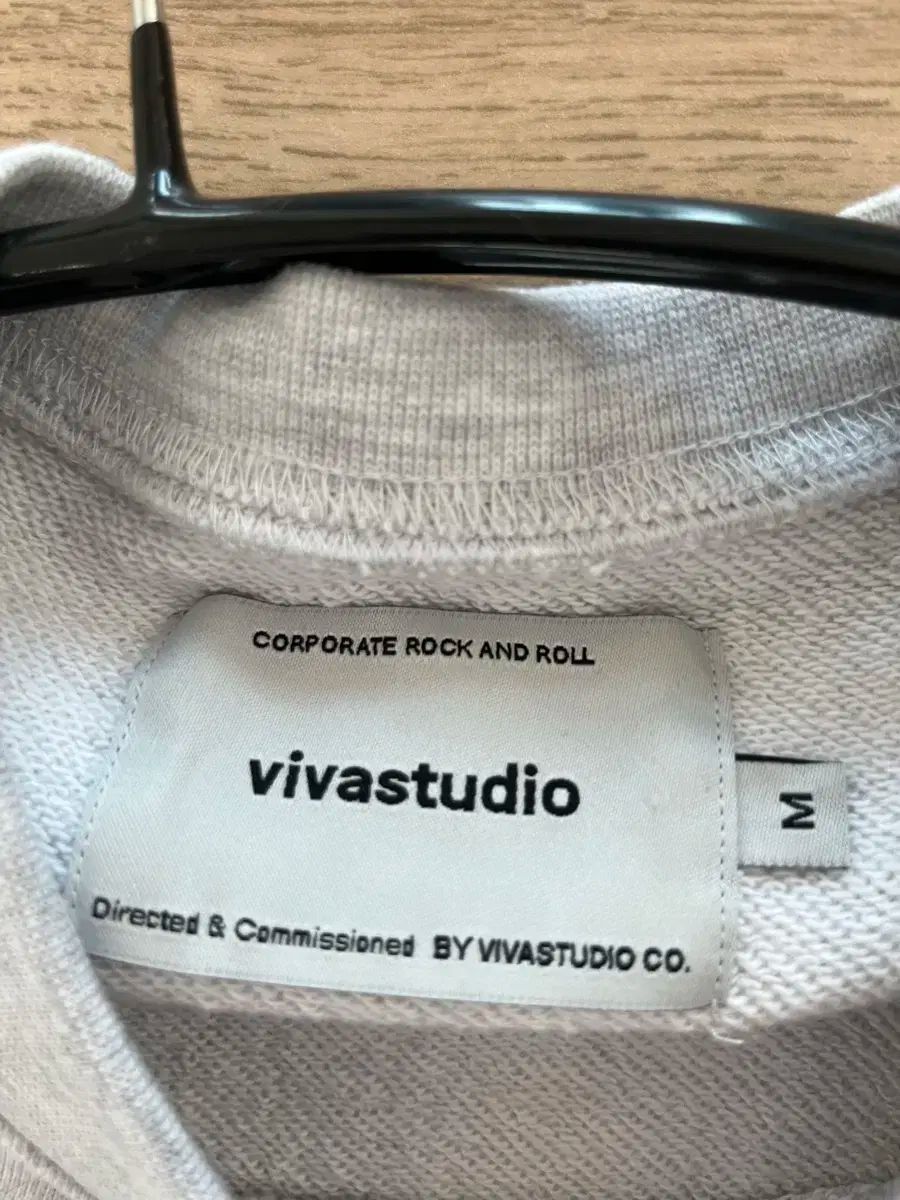 CORPORATE ROCK AND ROLL
vivastudio
M
Directed & Commissioned BY VIVASTUDIO CO.